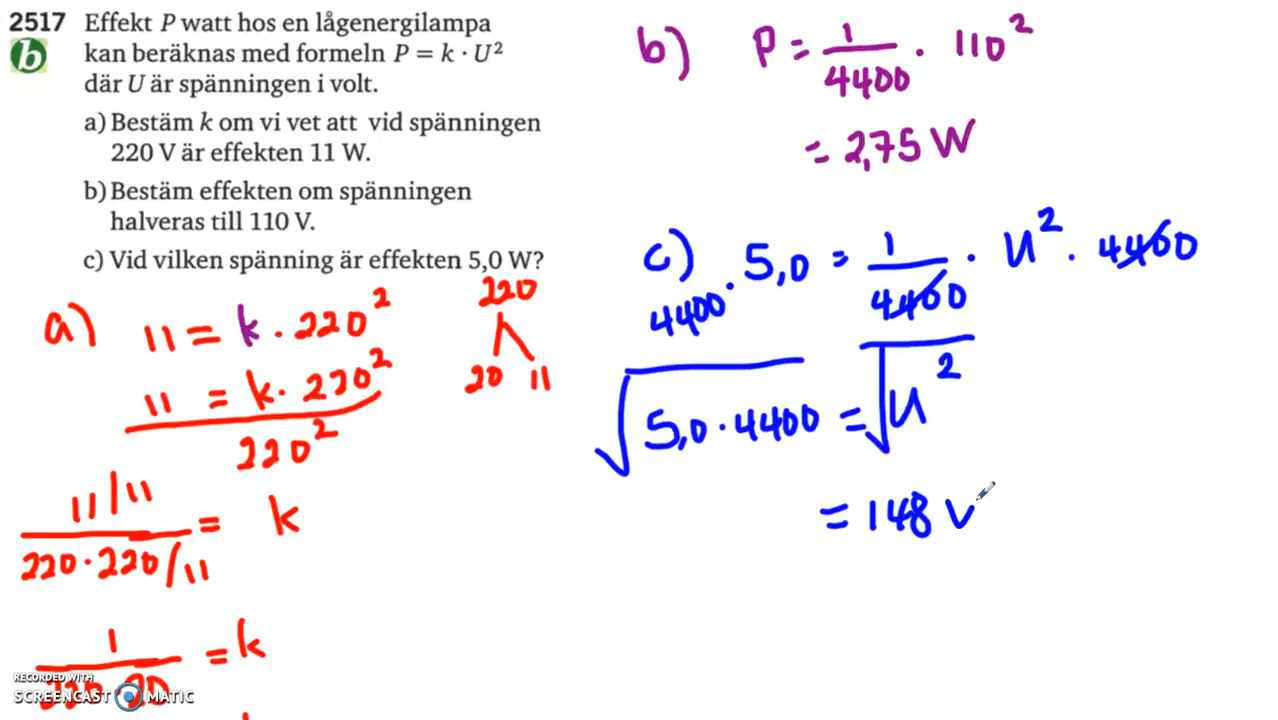 2517 Effekt P watt hos en lågenergilampa
b kan beräknas med formeln P = k · U²
där U är spänningen i volt.
a) Bestäm k om vi vet att vid spänningen
220 V är effekten 11 W.
b) Bestäm effekten om spänningen
halveras till 110 V.
c) Vid vilken spänning är effekten 5,0 W?
a) 11 = k · 220²
220
20 11
11 = k · 220²
220²
11/11 = k
220 · 220/11
1 = k
220 · 20
RECORDED WITH
SCREENCAST MATIC
b) P = 1/4400 · 110²
= 2,75 W
c) 4400 · 5,0 = 1/4400 · U² · 4400
√5,0 · 4400 = √U²
= 148 V